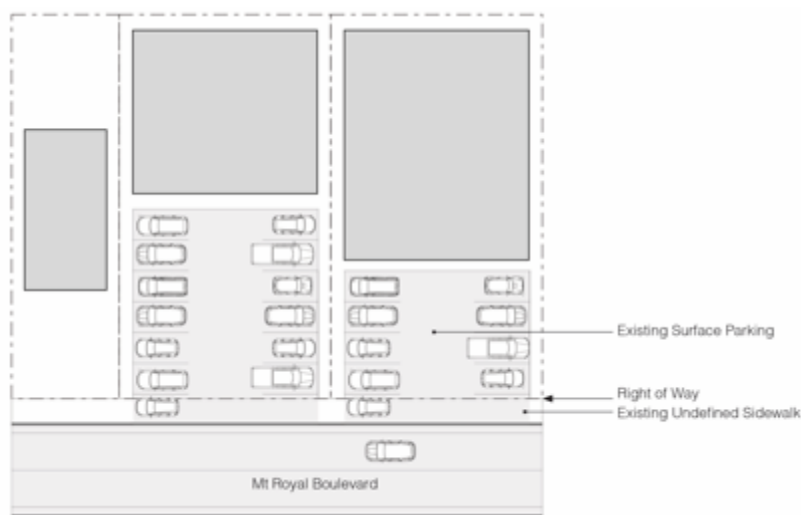 Existing Surface Parking
Right of Way
Existing Undefined Sidewalk
Mt Royal Boulevard